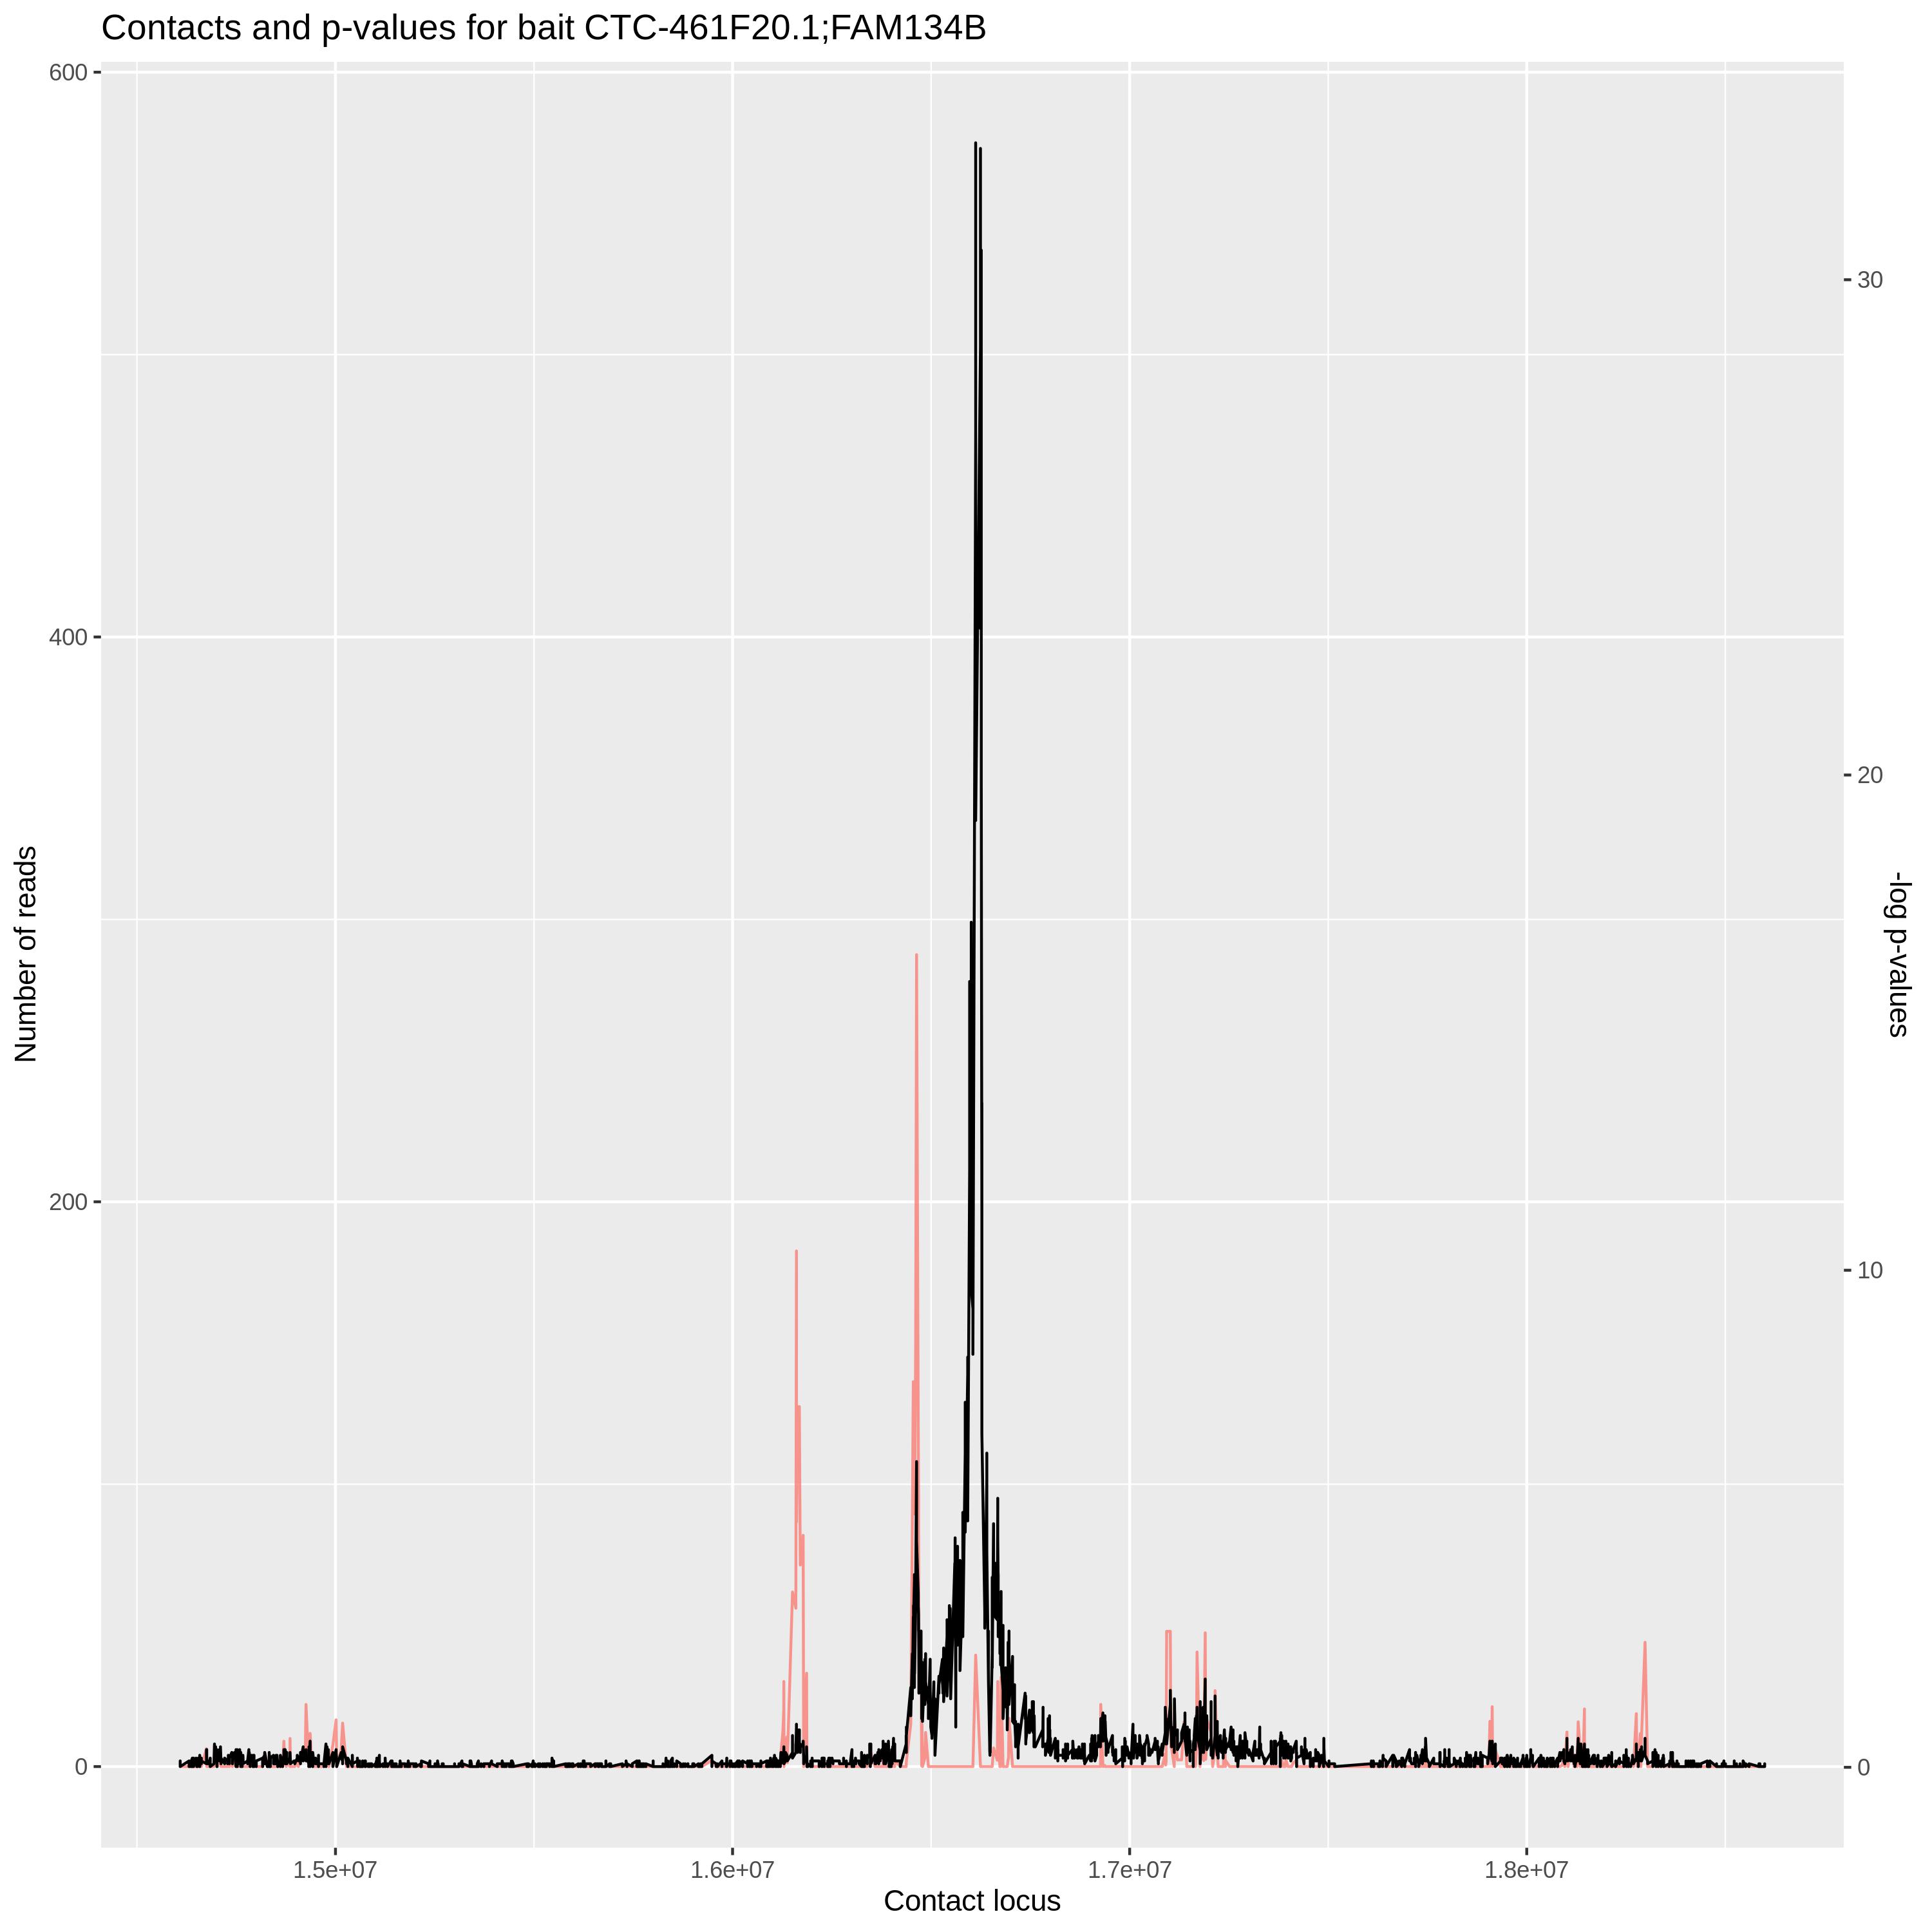 Contacts and p-values for bait CTC-461F20.1;FAM134B
600
400
200
0
30
20
10
0
Number of reads
-log p-values
1.5e+07
1.6e+07
1.7e+07
1.8e+07
Contact locus